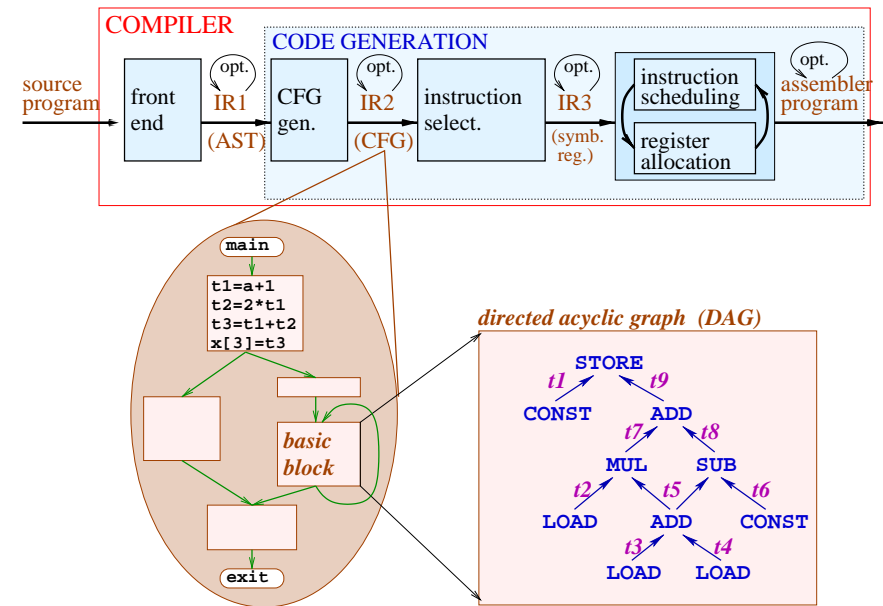 COMPILER
CODE GENERATION
source
program
front
end
opt.
IR1
(AST)
CFG
gen.
opt.
IR2
(CFG)
instruction
select.
opt.
IR3
(symb.
reg.)
instruction
scheduling
register
allocation
opt.
assembler
program
main
t1=a+1
t2=2*t1
t3=t1+t2
x[3]=t3
basic
block
exit
directed acyclic graph (DAG)
STORE
t1 t9
CONST ADD
t7 t8
MUL SUB
t2 t5 t6
LOAD ADD CONST
t3 t4
LOAD LOAD